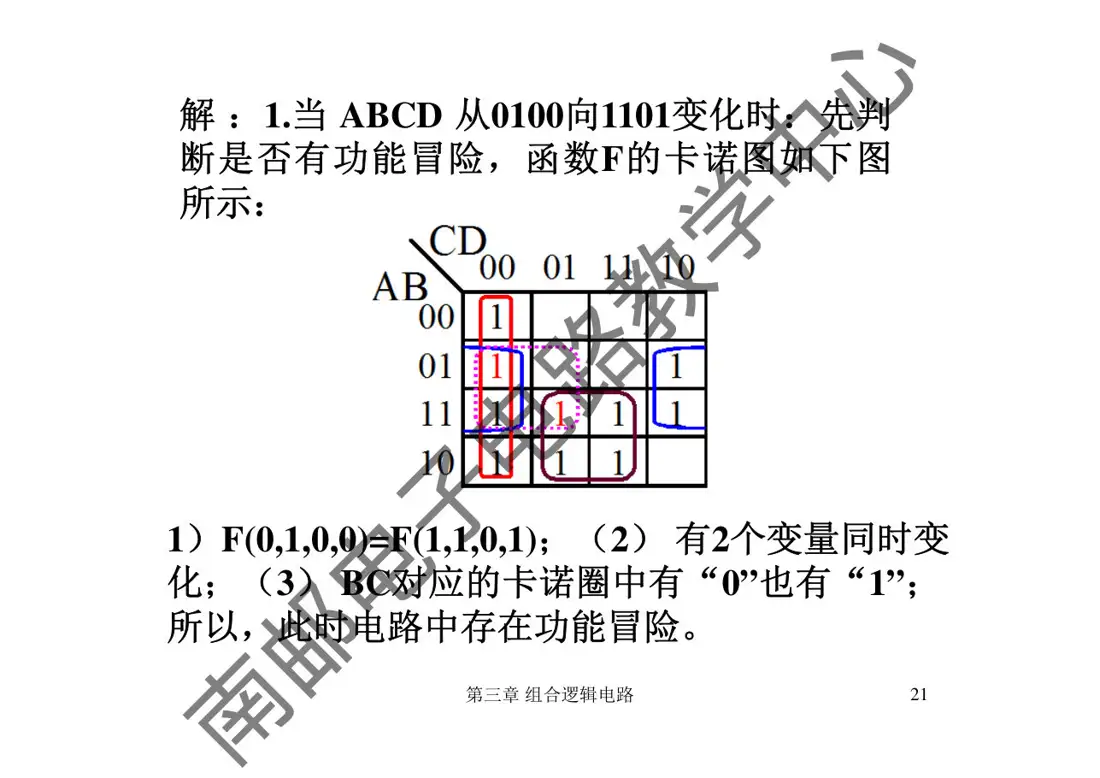 解 ：1.当 ABCD 从0100向1101变化时：先判
断是否有功能冒险，函数F的卡诺图如下图
所示：
CD
00 01 11 10
AB
00 1
01 1 1
11 1 1 1 1
10 1 1 1
1）F(0,1,0,0)=F(1,1,0,1)；（2） 有2个变量同时变
化；（3） BC对应的卡诺圈中有“0”也有“1”；
所以，此时电路中存在功能冒险。
第三章 组合逻辑电路
21
南邮电子电路教学中心